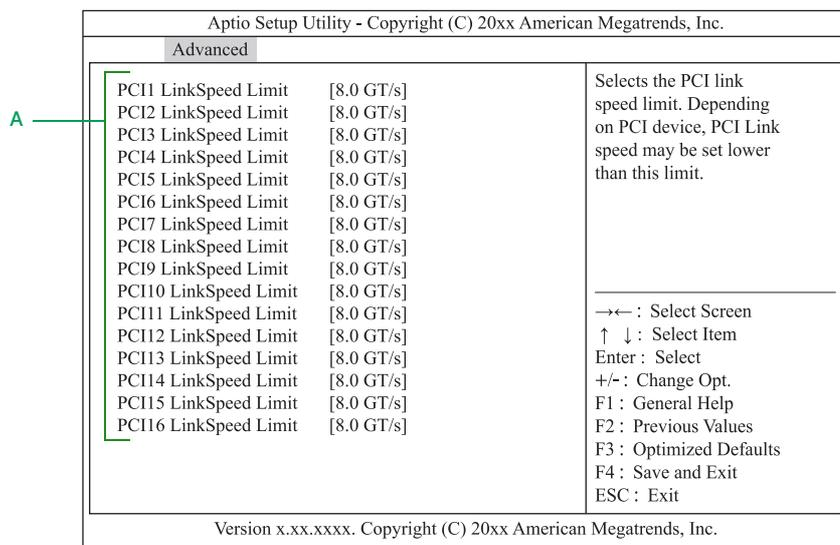 Aptio Setup Utility - Copyright (C) 20xx American Megatrends, Inc.
Advanced
A
PCI1 LinkSpeed Limit [8.0 GT/s]
PCI2 LinkSpeed Limit [8.0 GT/s]
PCI3 LinkSpeed Limit [8.0 GT/s]
PCI4 LinkSpeed Limit [8.0 GT/s]
PCI5 LinkSpeed Limit [8.0 GT/s]
PCI6 LinkSpeed Limit [8.0 GT/s]
PCI7 LinkSpeed Limit [8.0 GT/s]
PCI8 LinkSpeed Limit [8.0 GT/s]
PCI9 LinkSpeed Limit [8.0 GT/s]
PCI10 LinkSpeed Limit [8.0 GT/s]
PCI11 LinkSpeed Limit [8.0 GT/s]
PCI12 LinkSpeed Limit [8.0 GT/s]
PCI13 LinkSpeed Limit [8.0 GT/s]
PCI14 LinkSpeed Limit [8.0 GT/s]
PCI15 LinkSpeed Limit [8.0 GT/s]
PCI16 LinkSpeed Limit [8.0 GT/s]
Selects the PCI link
speed limit. Depending
on PCI device, PCI Link
speed may be set lower
than this limit.
→← : Select Screen
↑ ↓ : Select Item
Enter : Select
+/- : Change Opt.
F1 : General Help
F2 : Previous Values
F3 : Optimized Defaults
F4 : Save and Exit
ESC : Exit
Version x.xx.xxxx. Copyright (C) 20xx American Megatrends, Inc.